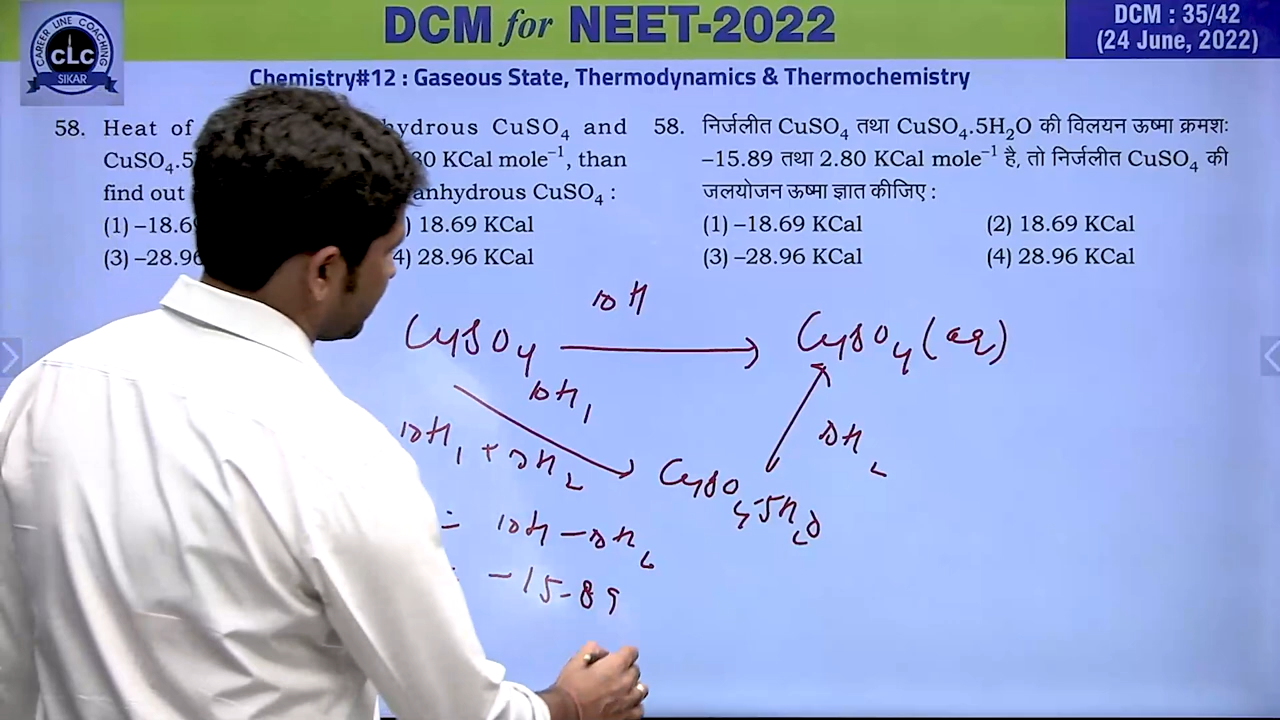 DCM for NEET-2022
DCM : 35/42
(24 June, 2022)
CAREER LINE COACHING
CLC
SIKAR
Chemistry#12 : Gaseous State, Thermodynamics & Thermochemistry
58. Heat of hydrous CuSO₄ and
CuSO₄.5 80 KCal mole⁻¹, than
find out anhydrous CuSO₄ :
(1) –18.69 ) 18.69 KCal
(3) –28.96 4) 28.96 KCal
58. निर्जलीत CuSO₄ तथा CuSO₄.5H₂O की विलयन ऊष्मा क्रमशः
–15.89 तथा 2.80 KCal mole⁻¹ है, तो निर्जलीत CuSO₄ की
जलयोजन ऊष्मा ज्ञात कीजिए :
(1) –18.69 KCal (2) 18.69 KCal
(3) –28.96 KCal (4) 28.96 KCal
ΔH
CuSO₄ → CuSO₄(aq)
ΔH₁
ΔH₁ + ΔH₂ ΔH₂
CuSO₄.5H₂O
= ΔH – ΔH₂
= –15.89